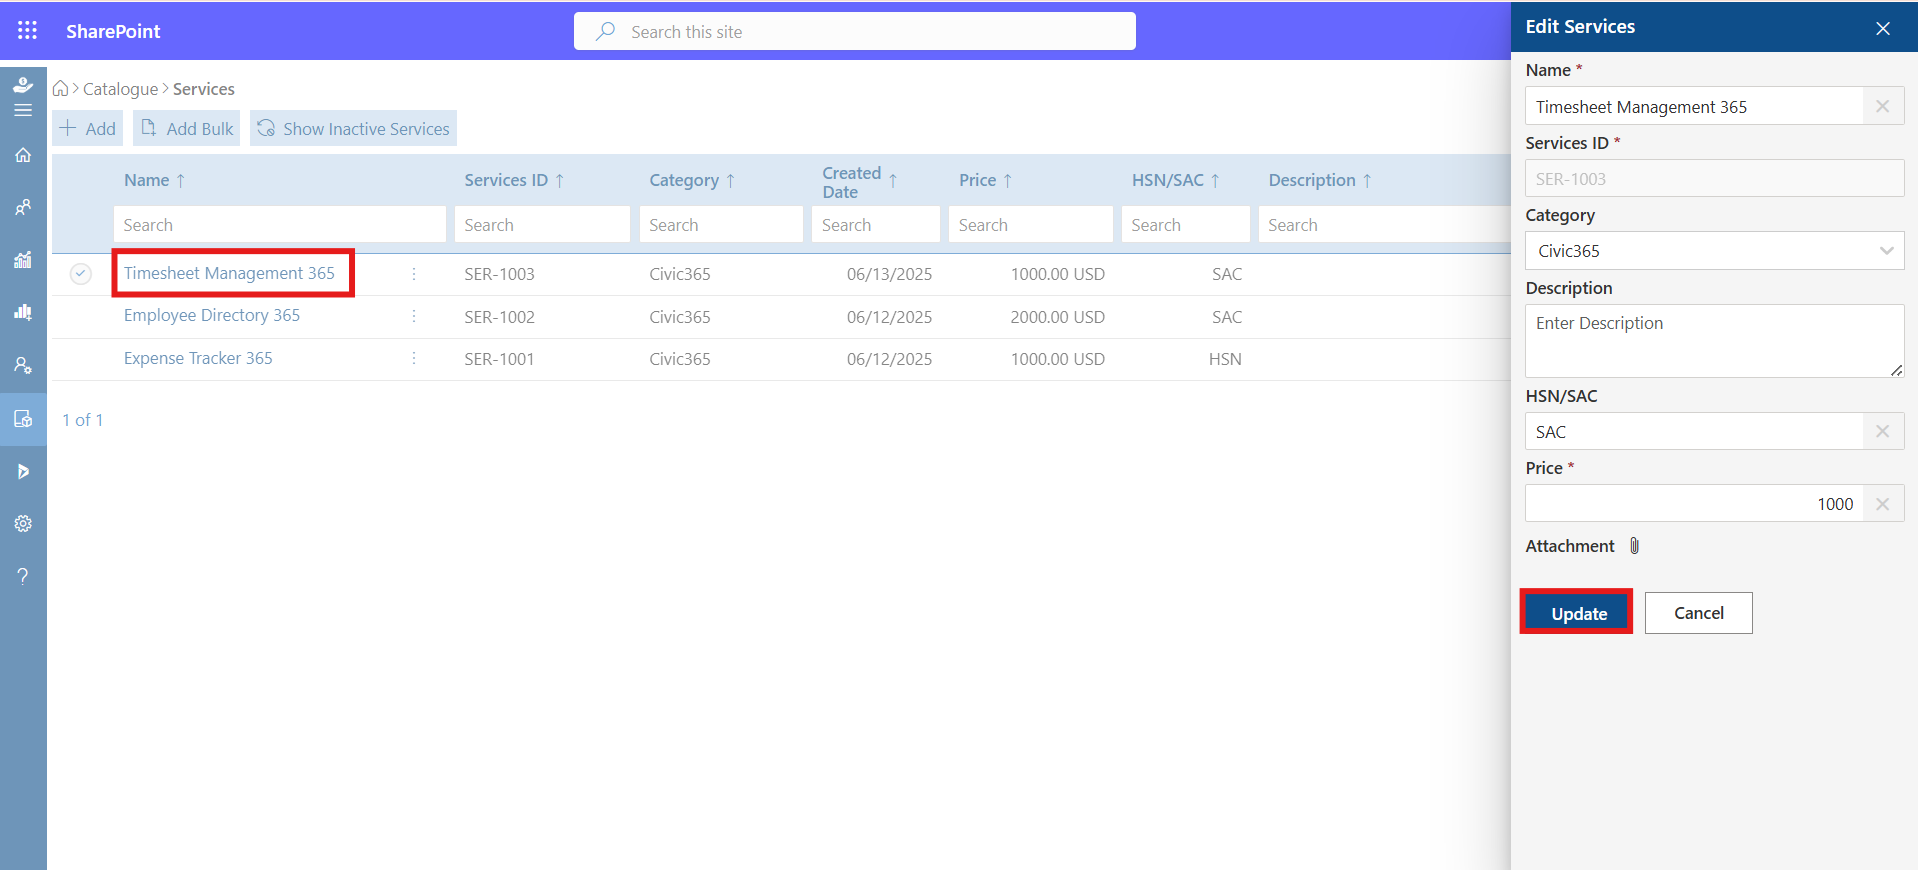 SharePoint
Search this site
Catalogue > Services
Add
Add Bulk
Show Inactive Services
Name ↑ Services ID ↑ Category ↑ Created Date ↑ Price ↑ HSN/SAC ↑ Description ↑
Search Search Search Search Search Search Search
Timesheet Management 365 SER-1003 Civic365 06/13/2025 1000.00 USD SAC
Employee Directory 365 SER-1002 Civic365 06/12/2025 2000.00 USD SAC
Expense Tracker 365 SER-1001 Civic365 06/12/2025 1000.00 USD HSN
1 of 1
Edit Services
Name *
Timesheet Management 365
Services ID *
SER-1003
Category
Civic365
Description
Enter Description
HSN/SAC
SAC
Price *
1000
Attachment
Update
Cancel